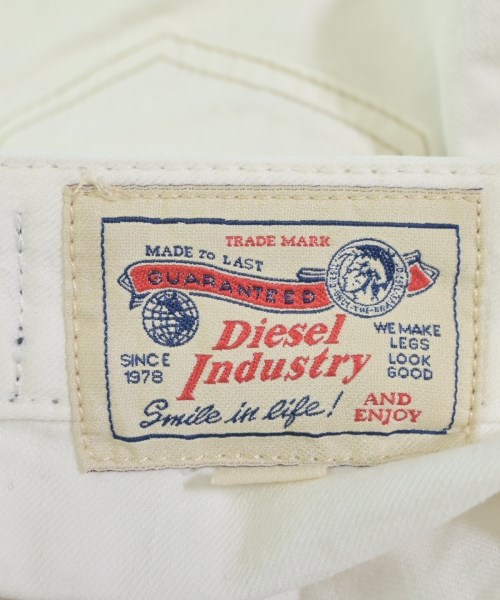 TRADE MARK
MADE TO LAST
GUARANTEED
Diesel
Industry
SINCE
1978
WE MAKE
LEGS
LOOK
GOOD
Smile in life!
AND
ENJOY